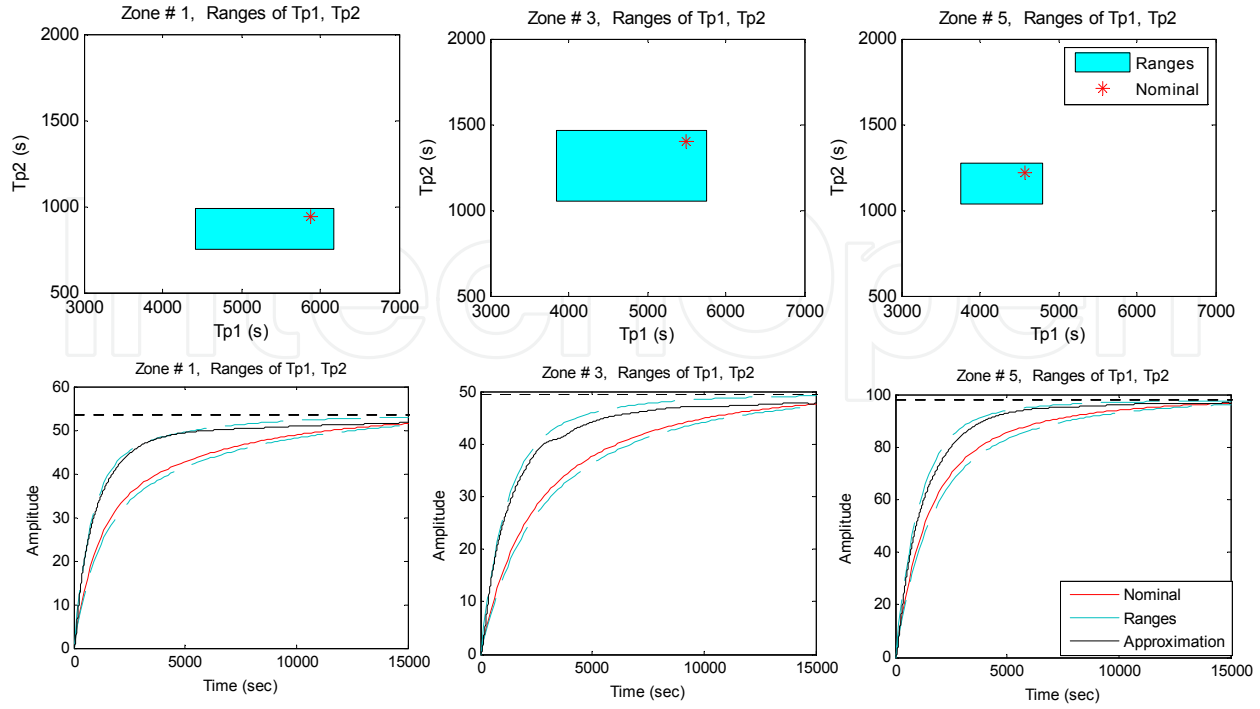 Zone # 1, Ranges of Tp1, Tp2
2000
1500
1000
500
Tp2 (s)
3000 4000 5000 6000 7000
Tp1 (s)
Zone # 3, Ranges of Tp1, Tp2
2000
1500
1000
500
Tp2 (s)
3000 4000 5000 6000 7000
Tp1 (s)
Zone # 5, Ranges of Tp1, Tp2
2000
1500
1000
500
Tp2 (s)
3000 4000 5000 6000 7000
Tp1 (s)
Ranges
Nominal
IntechOpen
Zone # 1, Ranges of Tp1, Tp2
60
50
40
30
20
10
0
Amplitude
0 5000 10000 15000
Time (sec)
Zone # 3, Ranges of Tp1, Tp2
50
40
30
20
10
0
Amplitude
0 5000 10000 15000
Time (sec)
Zone # 5, Ranges of Tp1, Tp2
100
80
60
40
20
0
Amplitude
0 5000 10000 15000
Time (sec)
Nominal
Ranges
Approximation